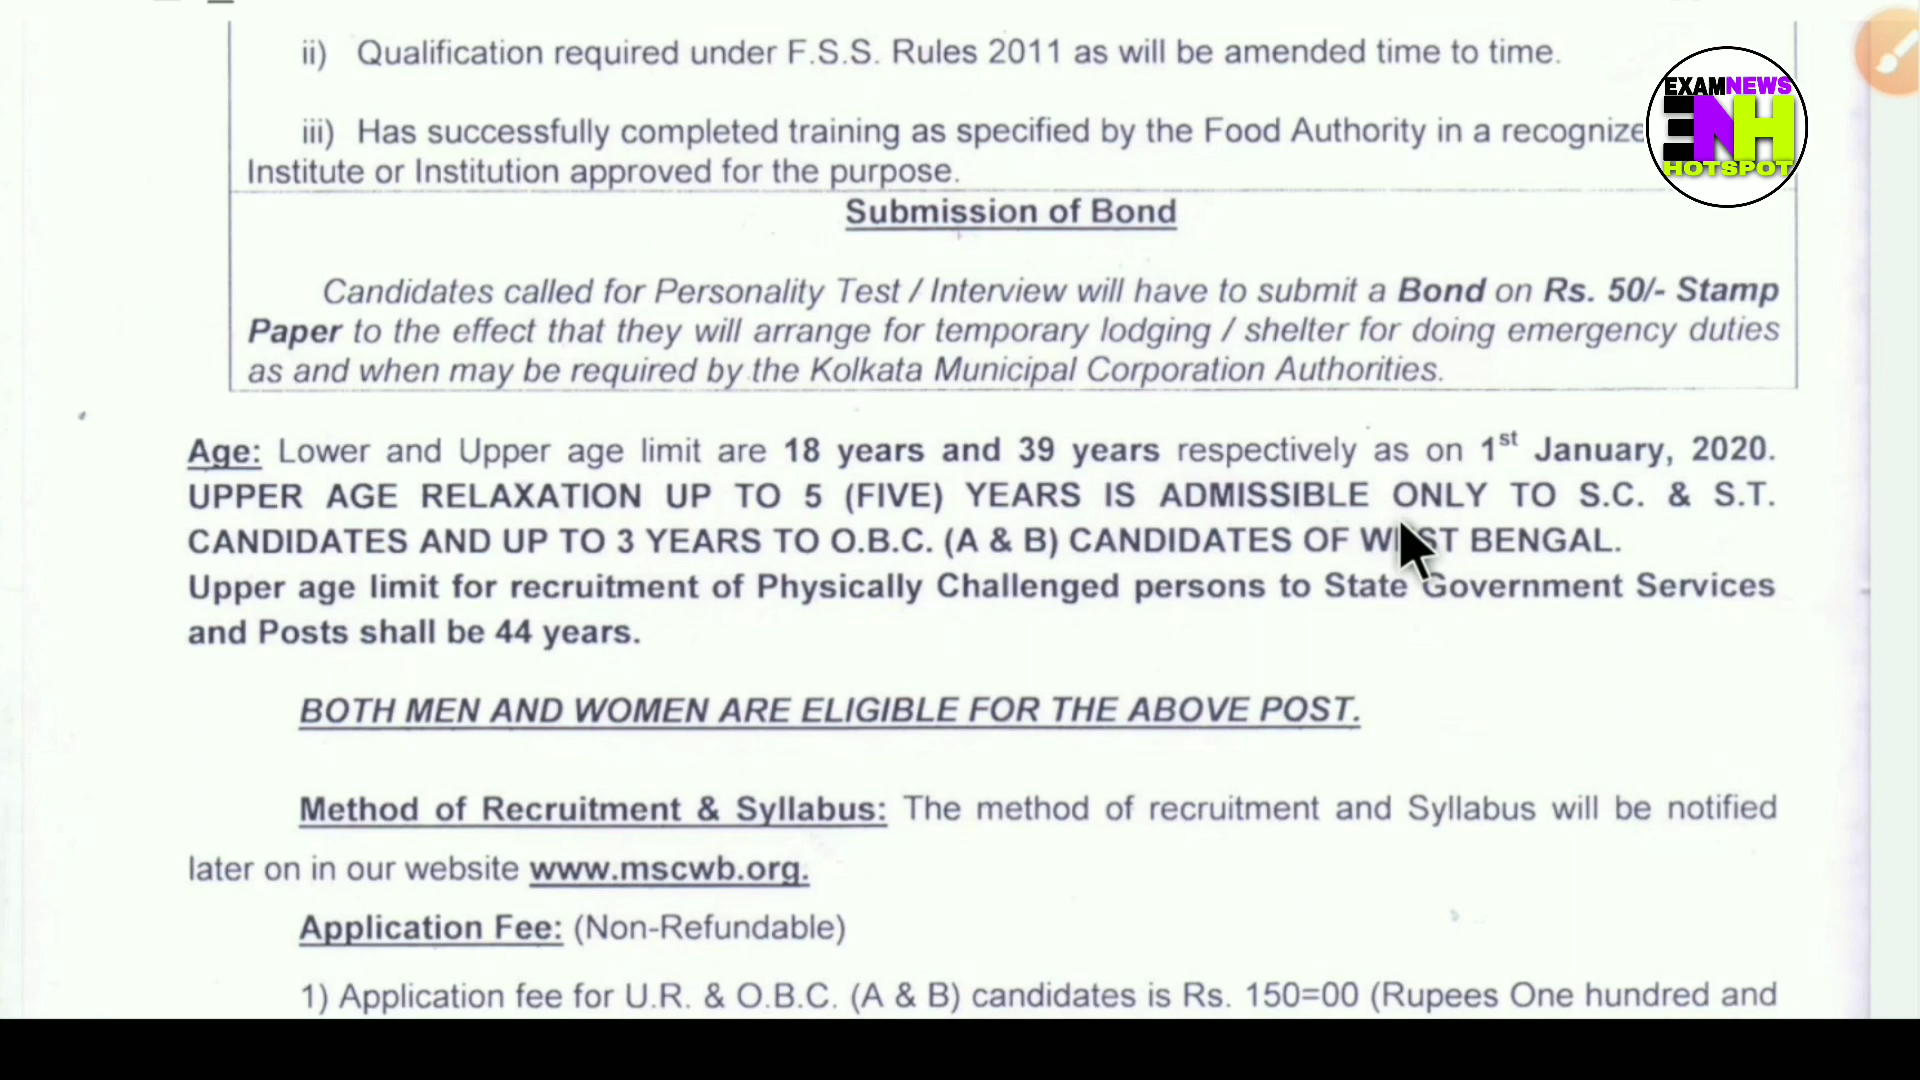 ii) Qualification required under F.S.S. Rules 2011 as will be amended time to time.
iii) Has successfully completed training as specified by the Food Authority in a recognize
Institute or Institution approved for the purpose.
Submission of Bond
Candidates called for Personality Test / Interview will have to submit a Bond on Rs. 50/- Stamp
Paper to the effect that they will arrange for temporary lodging / shelter for doing emergency duties
as and when may be required by the Kolkata Municipal Corporation Authorities.
Age: Lower and Upper age limit are 18 years and 39 years respectively as on 1st January, 2020.
UPPER AGE RELAXATION UP TO 5 (FIVE) YEARS IS ADMISSIBLE ONLY TO S.C. & S.T.
CANDIDATES AND UP TO 3 YEARS TO O.B.C. (A & B) CANDIDATES OF WEST BENGAL.
Upper age limit for recruitment of Physically Challenged persons to State Government Services
and Posts shall be 44 years.
BOTH MEN AND WOMEN ARE ELIGIBLE FOR THE ABOVE POST.
Method of Recruitment & Syllabus: The method of recruitment and Syllabus will be notified
later on in our website www.mscwb.org.
Application Fee: (Non-Refundable)
1) Application fee for U.R. & O.B.C. (A & B) candidates is Rs. 150=00 (Rupees One hundred and
EXAMNEWS
ENH
HOTSPOT